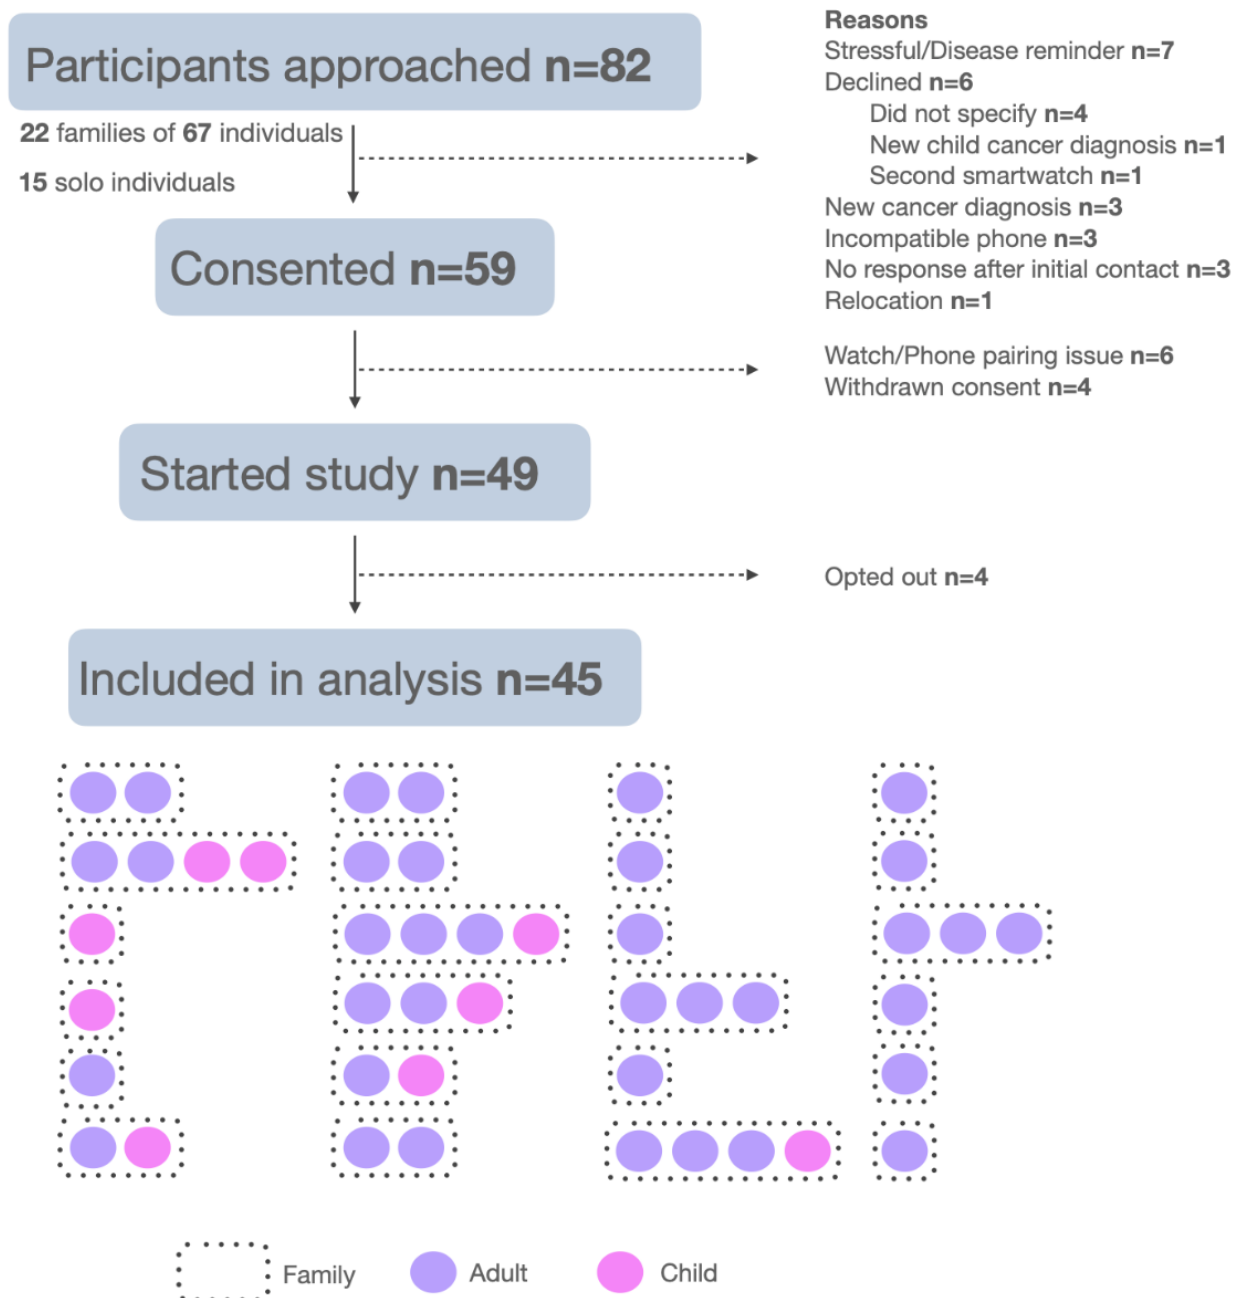 Participants approached n=82
22 families of 67 individuals
15 solo individuals
Reasons
Stressful/Disease reminder n=7
Declined n=6
Did not specify n=4
New child cancer diagnosis n=1
Second smartwatch n=1
New cancer diagnosis n=3
Incompatible phone n=3
No response after initial contact n=3
Relocation n=1
Consented n=59
Watch/Phone pairing issue n=6
Withdrawn consent n=4
Started study n=49
Opted out n=4
Included in analysis n=45
Family
Adult
Child